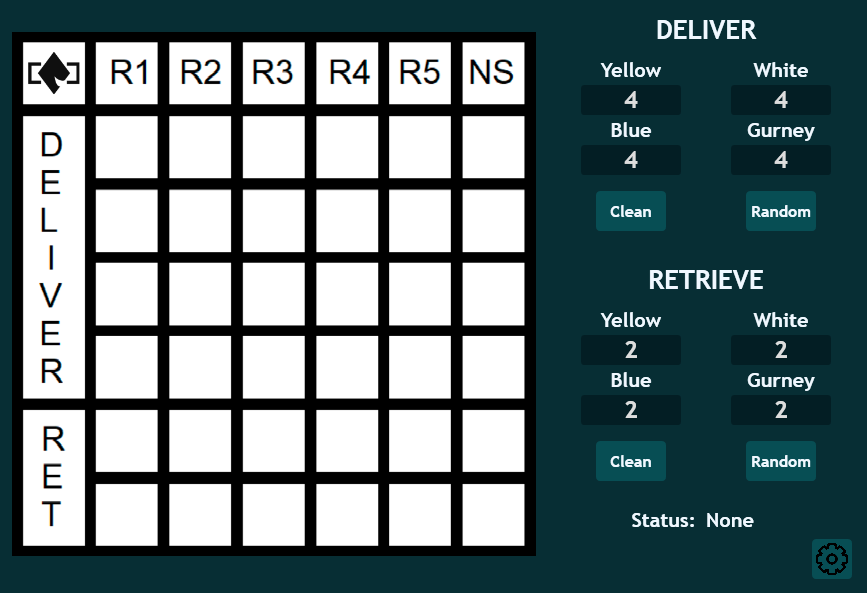 R1 R2 R3 R4 R5 NS
DELIVER
RET
DELIVER
Yellow White
4 4
Blue Gurney
4 4
Clean Random
RETRIEVE
Yellow White
2 2
Blue Gurney
2 2
Clean Random
Status: None